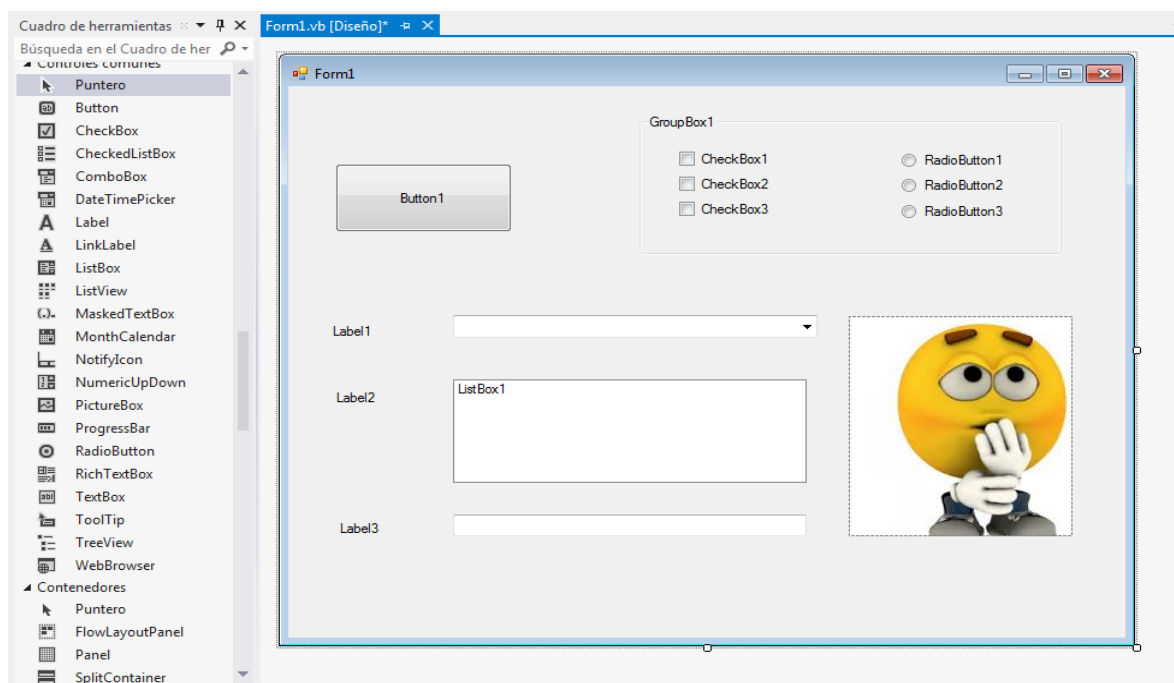 Cuadro de herramientas
Form1.vb [Diseño]*
Búsqueda en el Cuadro de her
Controles comunes
Puntero
Button
CheckBox
CheckedListBox
ComboBox
DateTimePicker
Label
LinkLabel
ListBox
ListView
MaskedTextBox
MonthCalendar
NotifyIcon
NumericUpDown
PictureBox
ProgressBar
RadioButton
RichTextBox
TextBox
ToolTip
TreeView
WebBrowser
Contenedores
Puntero
FlowLayoutPanel
Panel
SplitContainer
Form1
Button1
GroupBox1
CheckBox1
RadioButton1
CheckBox2
RadioButton2
CheckBox3
RadioButton3
Label1
Label2
ListBox1
Label3